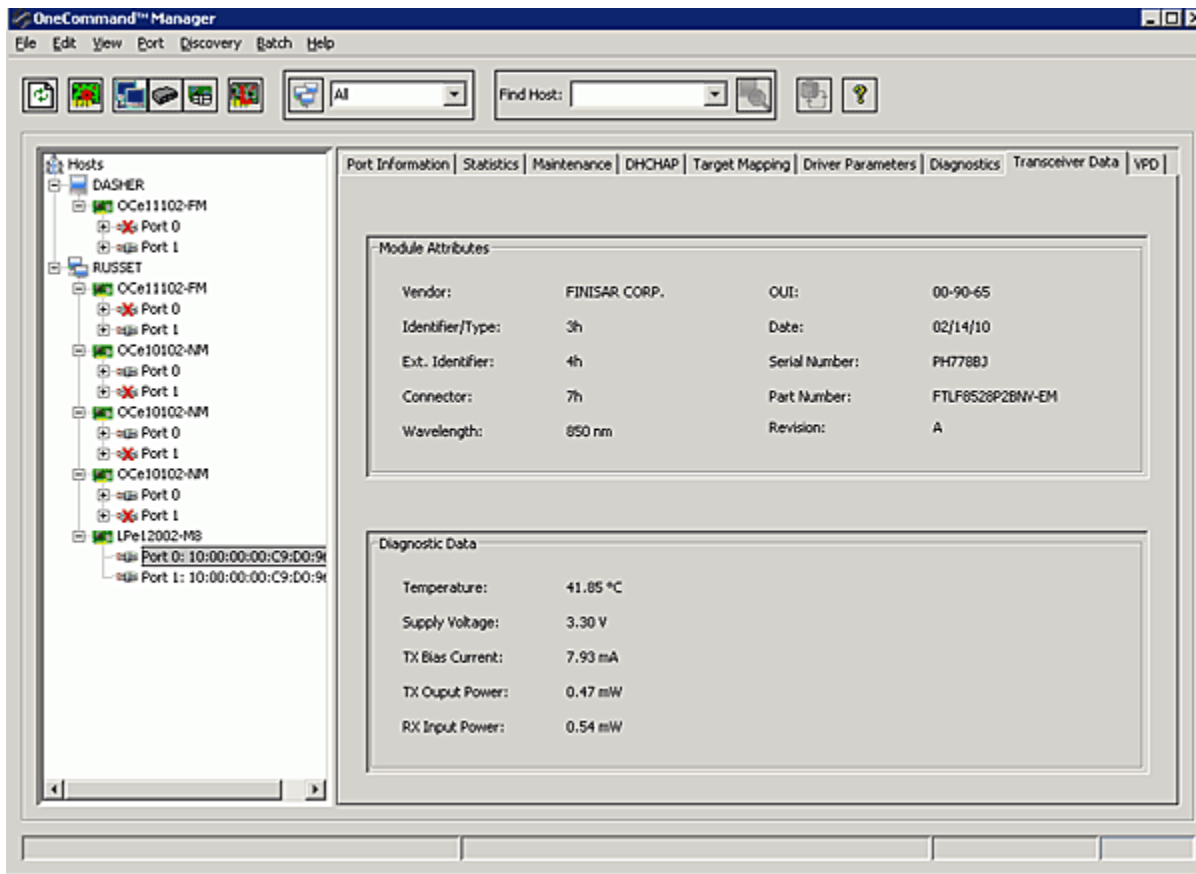 OneCommand™ Manager
File Edit View Port Discovery Batch Help
All
Find Host:
Hosts
DASHER
OCe11102-FM
Port 0
Port 1
RUSSET
OCe11102-FM
Port 0
Port 1
OCe10102-NM
Port 0
Port 1
OCe10102-NM
Port 0
Port 1
OCe10102-NM
Port 0
Port 1
LPe12002-M8
Port 0: 10:00:00:00:C9:D0:9
Port 1: 10:00:00:00:C9:D0:9
Port Information Statistics Maintenance DHCHAP Target Mapping Driver Parameters Diagnostics Transceiver Data VPD
Module Attributes
Vendor: FINISAR CORP. OUI: 00-90-65
Identifier/Type: 3h Date: 02/14/10
Ext. Identifier: 4h Serial Number: PH778BJ
Connector: 7h Part Number: FTLF8528P2BNV-EM
Wavelength: 850 nm Revision: A
Diagnostic Data
Temperature: 41.85 °C
Supply Voltage: 3.30 V
TX Bias Current: 7.93 mA
TX Ouput Power: 0.47 mW
RX Input Power: 0.54 mW